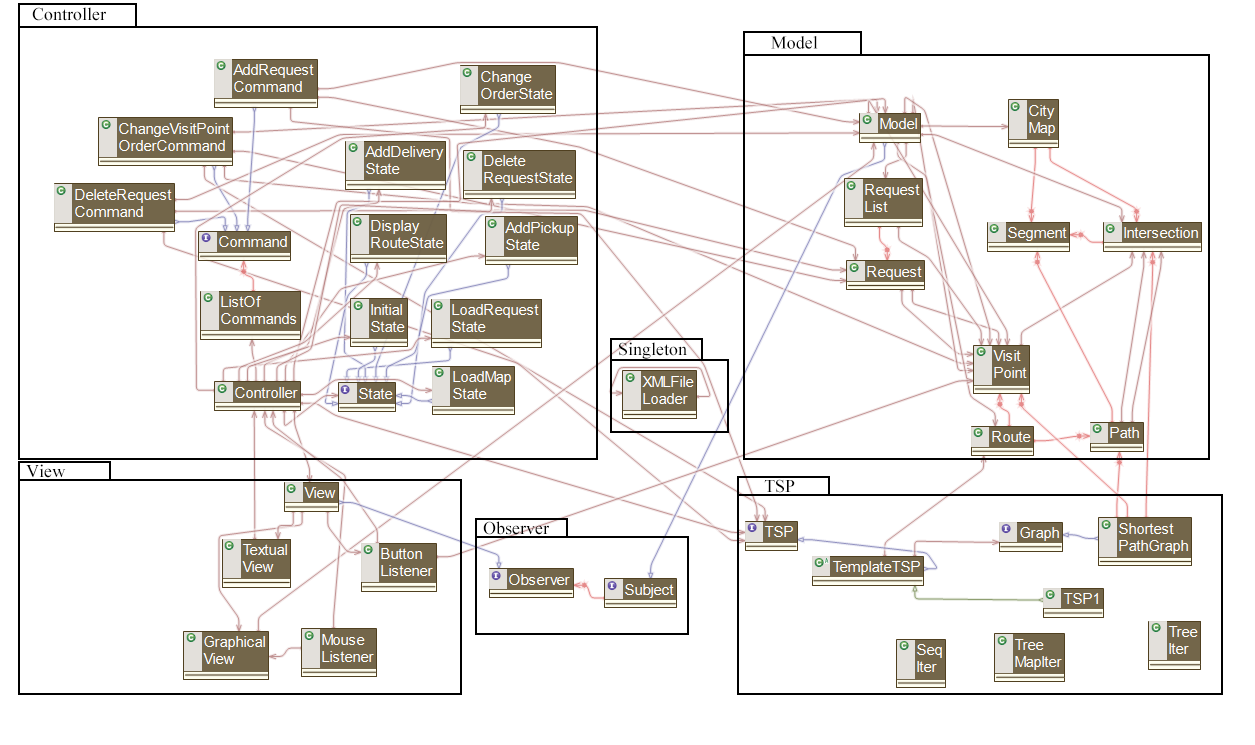 Controller
AddRequest
Command
Change
OrderState
ChangeVisitPoint
OrderCommand
AddDelivery
State
Delete
RequestState
DeleteRequest
Command
Display
RouteState
AddPickup
State
Command
ListOf
Commands
Initial
State
LoadRequest
State
Controller
State
LoadMap
State
Model
Model
City
Map
Request
List
Segment
Intersection
Request
Visit
Point
Route
Path
Singleton
XMLFile
Loader
View
View
Textual
View
Button
Listener
Graphical
View
Mouse
Listener
Observer
Observer
Subject
TSP
TSP
Graph
Shortest
PathGraph
TemplateTSP
TSP1
Seq
Iter
Tree
MapIter
Tree
Iter